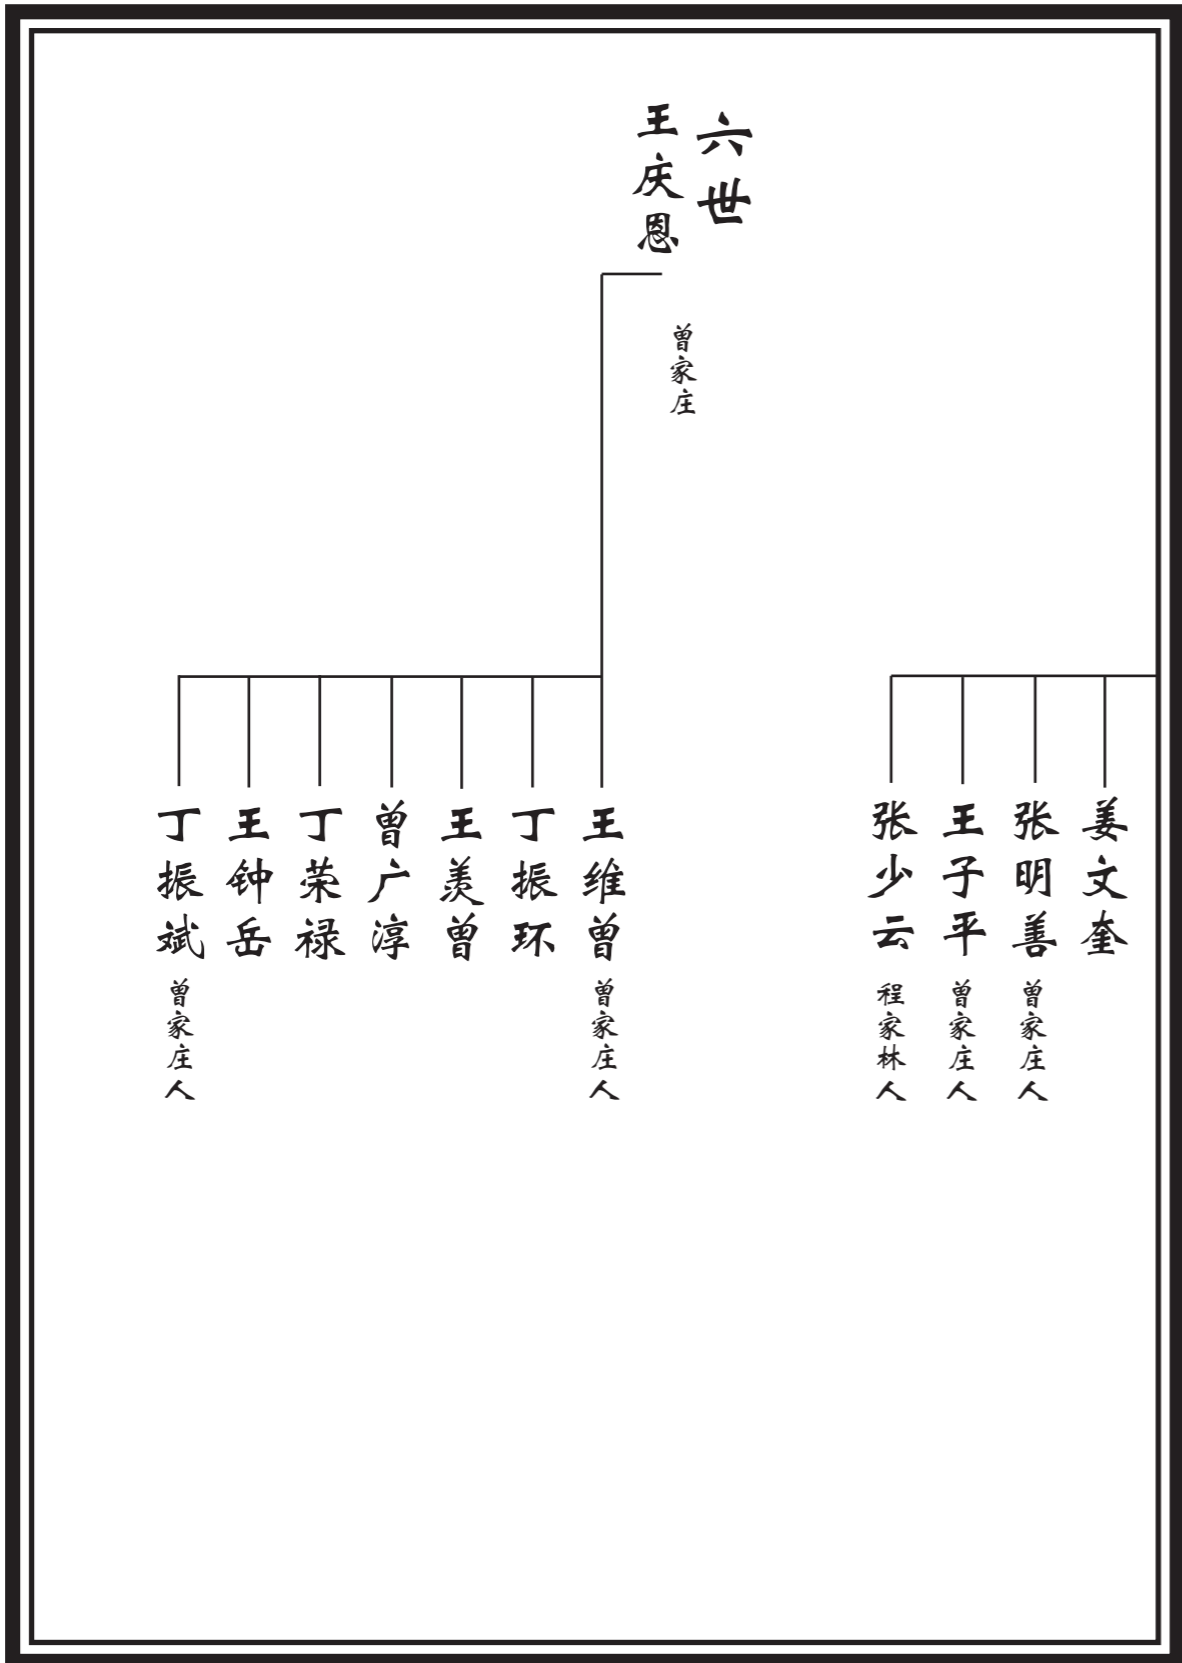 六世
王庆恩
曾家庄
姜文奎
张明善
曾家庄人
王子平
曾家庄人
张少云
程家林人
王维曾
曾家庄人
丁振环
王羡曾
曾广淳
丁荣禄
王钟岳
丁振斌
曾家庄人